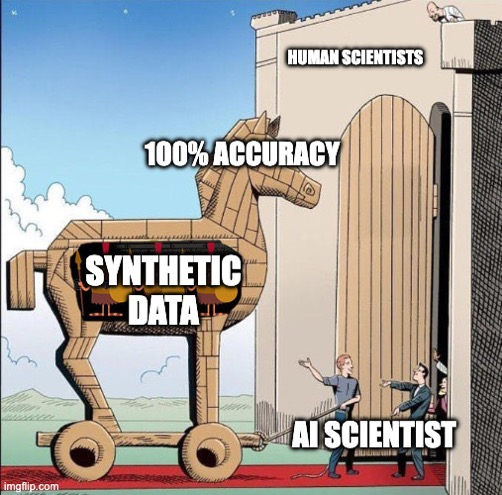 HUMAN SCIENTISTS
100% ACCURACY
SYNTHETIC
DATA
AI SCIENTIST
imgflip.com